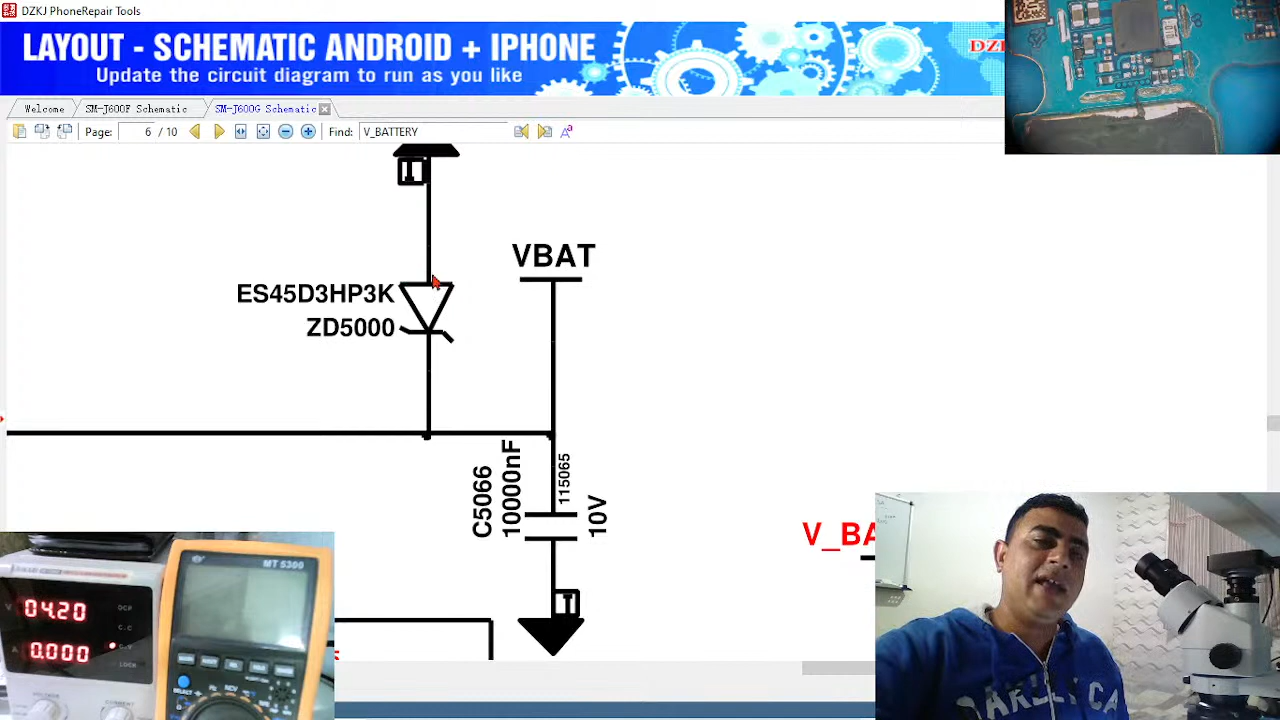 DZKJ PhoneRepair Tools
LAYOUT - SCHEMATIC ANDROID + IPHONE
Update the circuit diagram to run as you like
Welcome
SM-J600F Schematic
SM-J600G Schematic
Page: 6 / 10 Find: V_BATTERY
VBAT
ES45D3HP3K
ZD5000
C5066
10000nF
115065
10V
V_BA
MT 5300
V 04.20
A 0.000
OCP
C.C
C.V
LOCK